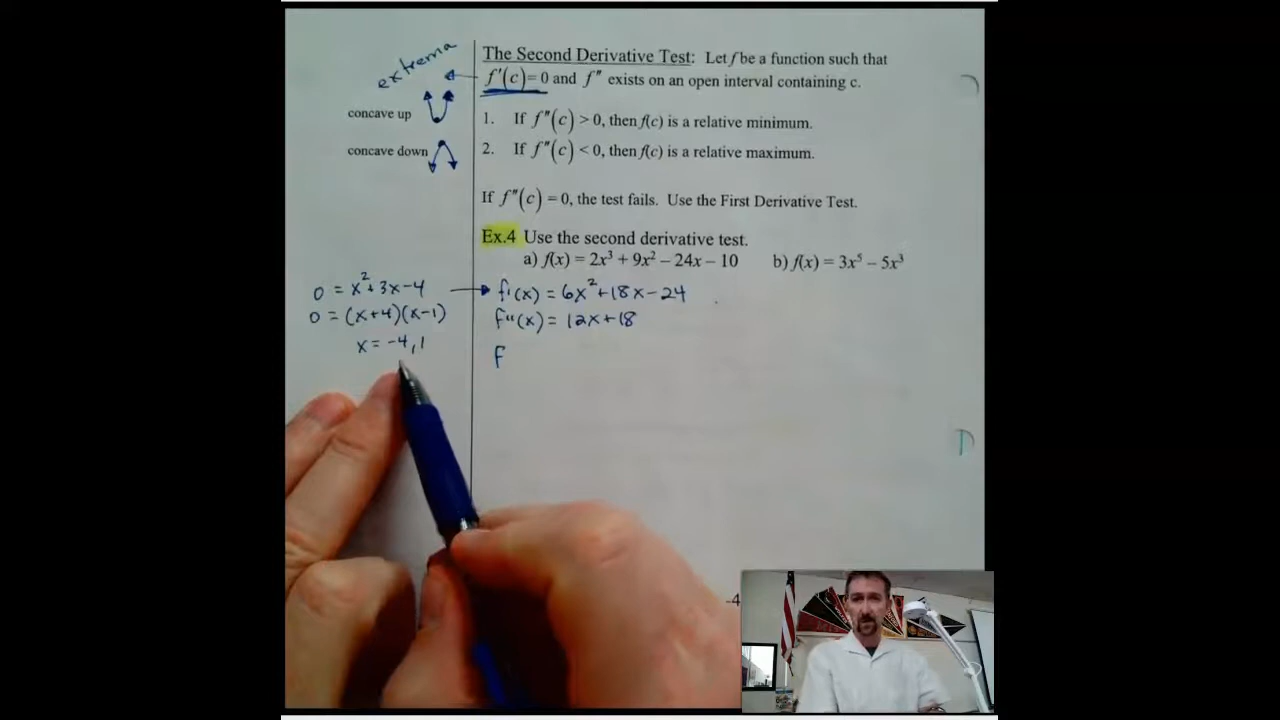 extrema
The Second Derivative Test: Let f be a function such that
f'(c) = 0 and f" exists on an open interval containing c.
concave up
1. If f"(c) > 0, then f(c) is a relative minimum.
concave down
2. If f"(c) < 0, then f(c) is a relative maximum.
If f"(c) = 0, the test fails. Use the First Derivative Test.
Ex.4 Use the second derivative test.
a) f(x) = 2x³ + 9x² – 24x – 10 b) f(x) = 3x⁵ – 5x³
0 = x²+3x-4
f'(x) = 6x²+18x-24
0 = (x+4)(x-1)
f"(x) = 12x+18
x = -4, 1
f
-4